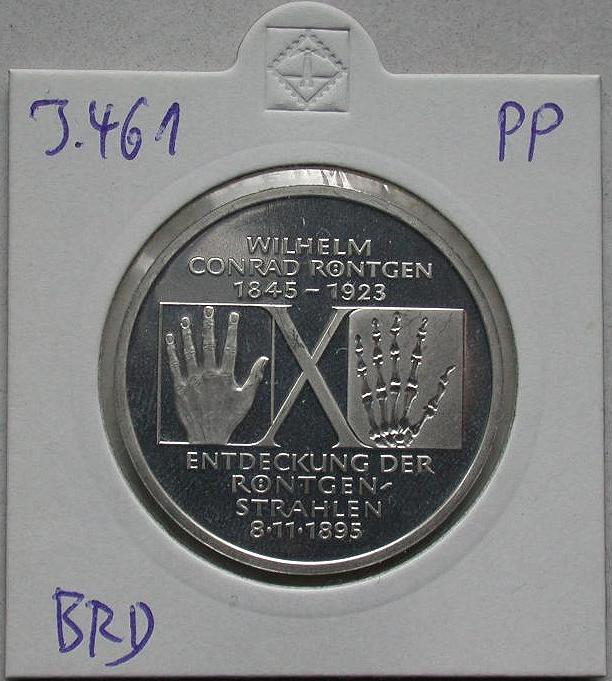 J.461 PP
WILHELM
CONRAD RÖNTGEN
1845 – 1923
X
ENTDECKUNG DER
RÖNTGEN-
STRAHLEN
8·11·1895
BRD